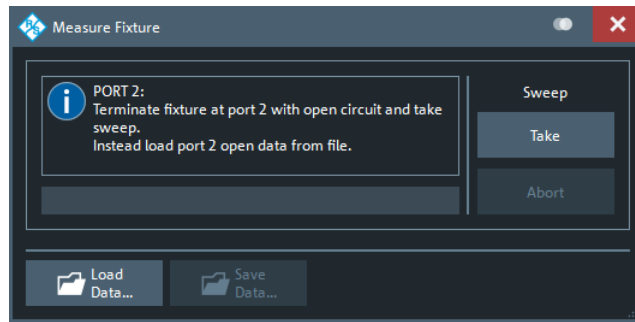 Measure Fixture
PORT 2:
Terminate fixture at port 2 with open circuit and take
sweep.
Instead load port 2 open data from file.
Sweep
Take
Abort
Load
Data...
Save
Data...